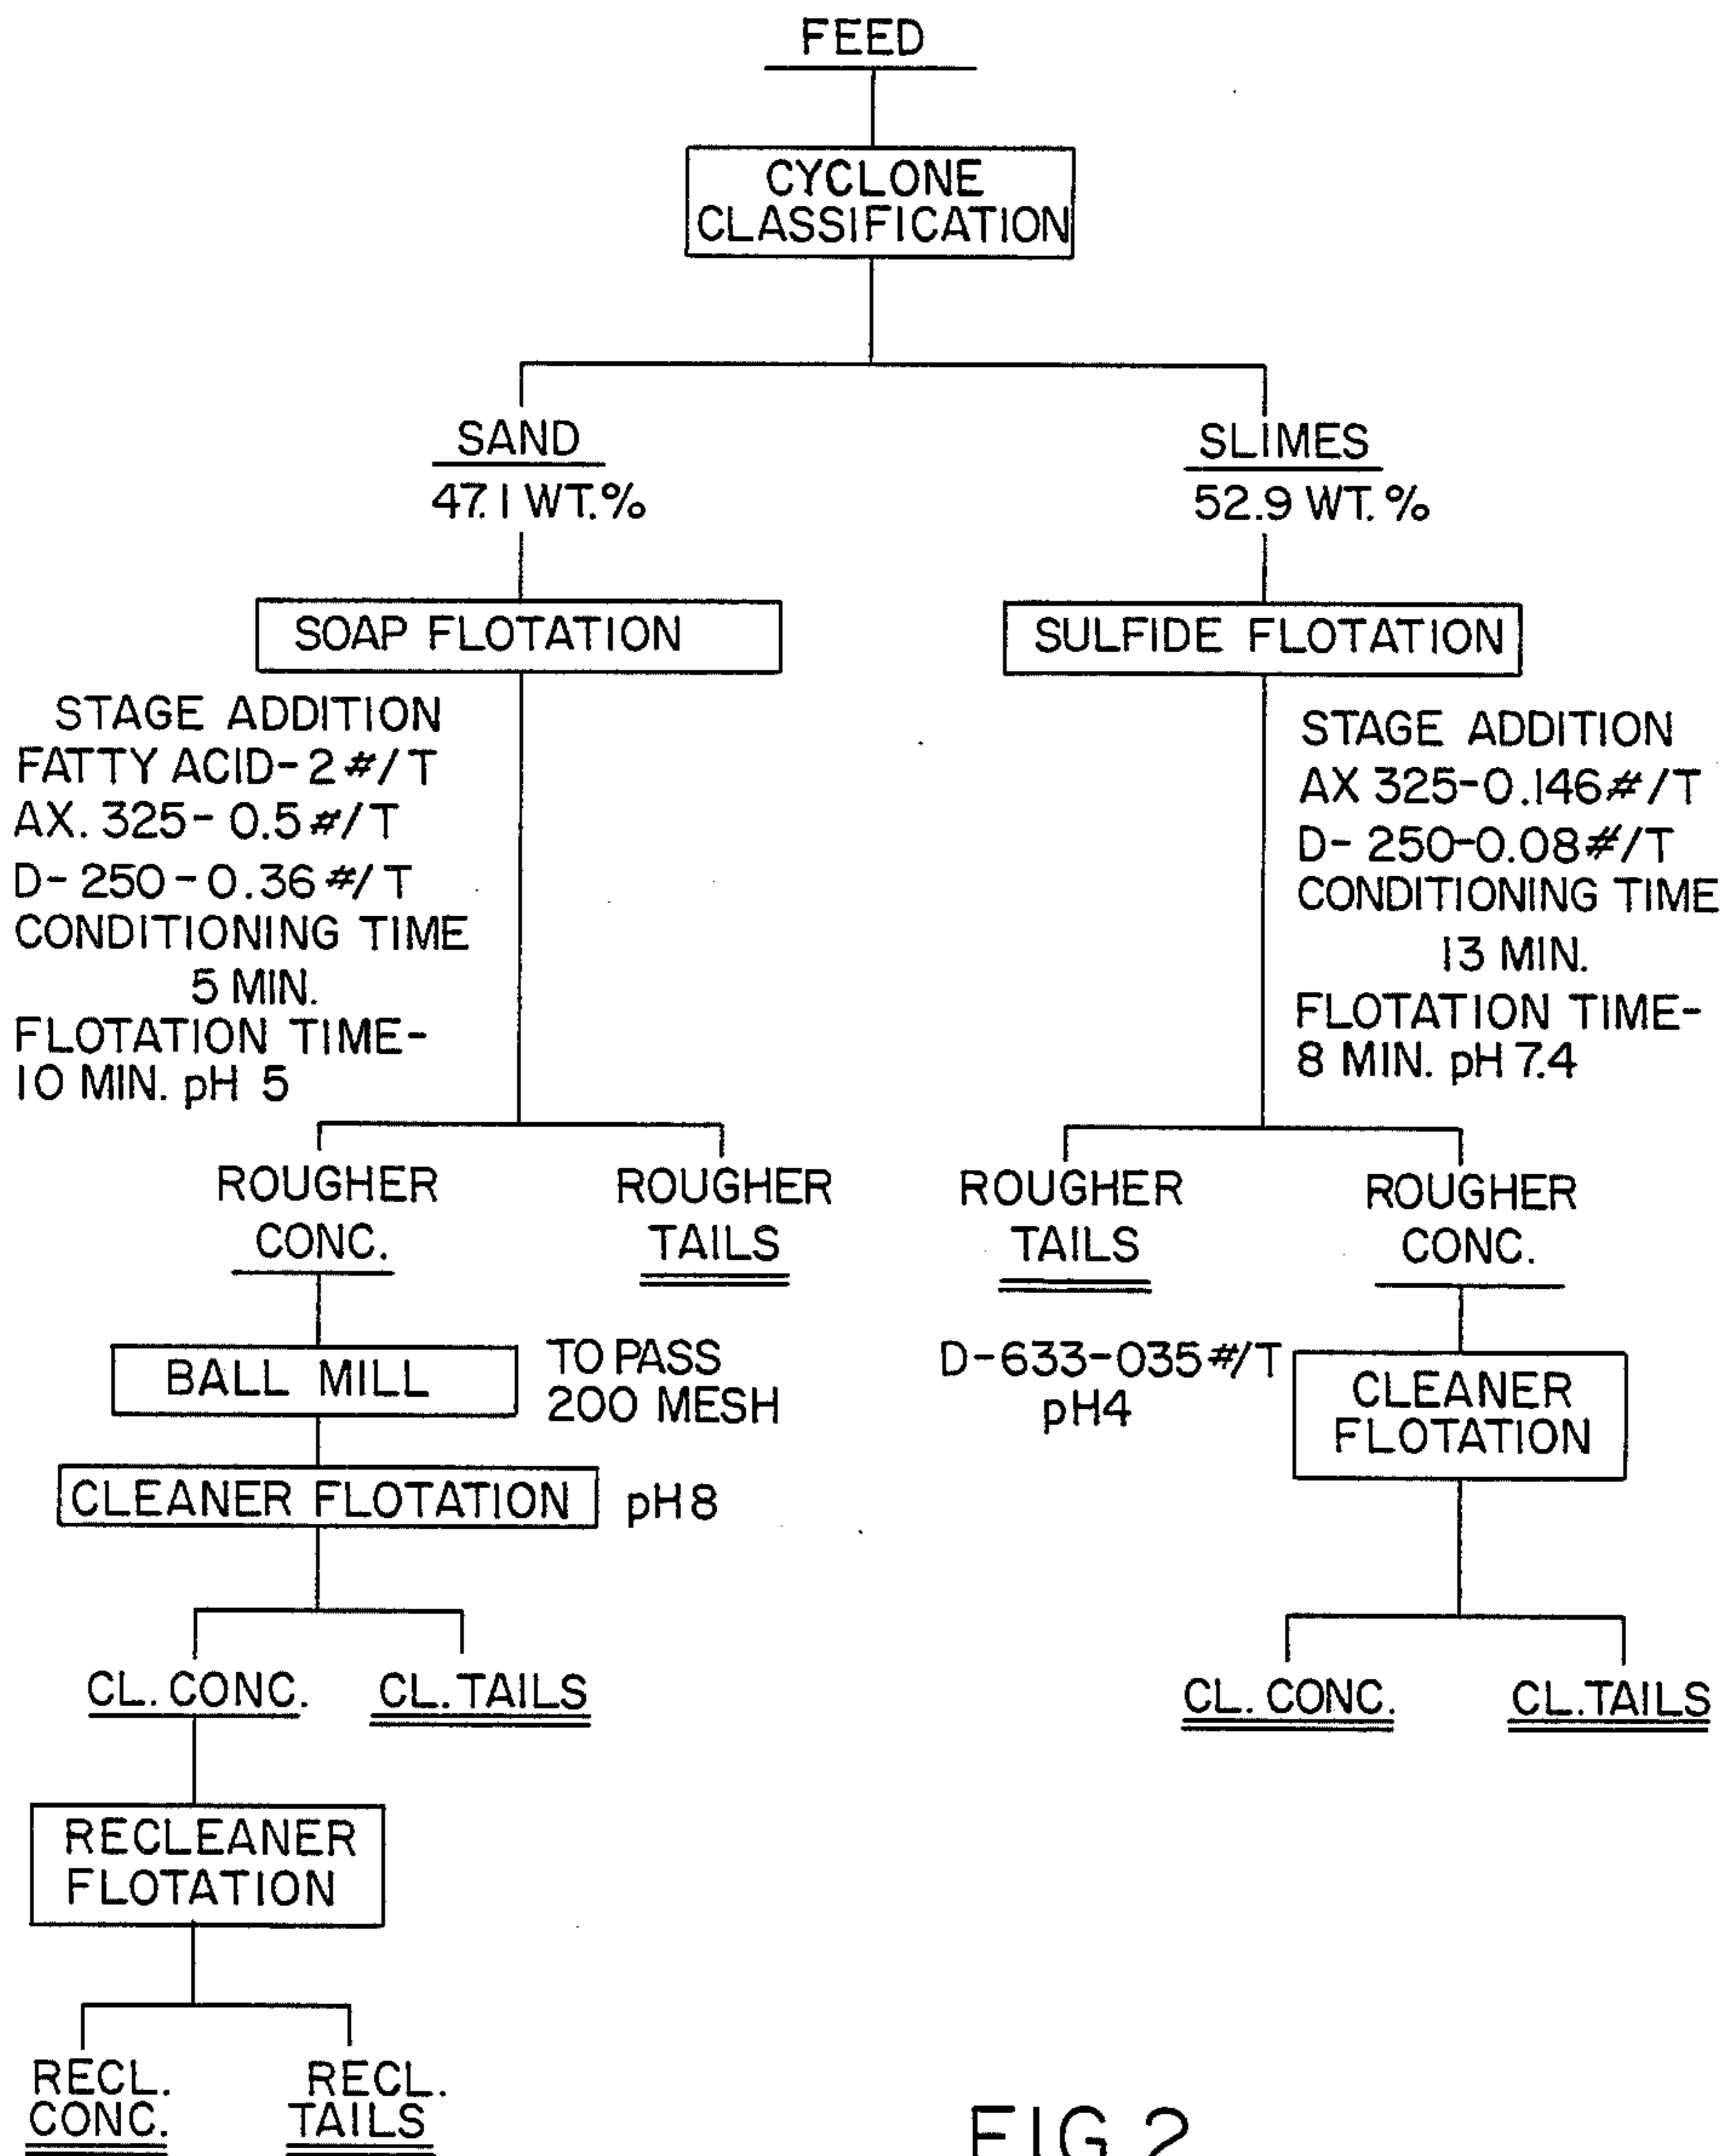 FEED
CYCLONE
CLASSIFICATION
SAND
47.1 WT.%
SLIMES
52.9 WT.%
SOAP FLOTATION
SULFIDE FLOTATION
STAGE ADDITION
FATTY ACID-2#/T
AX. 325-0.5#/T
D-250-0.36#/T
CONDITIONING TIME
5 MIN.
FLOTATION TIME-
10 MIN. pH 5
STAGE ADDITION
AX 325-0.146#/T
D-250-0.08#/T
CONDITIONING TIME
13 MIN.
FLOTATION TIME-
8 MIN. pH 7.4
ROUGHER
CONC.
ROUGHER
TAILS
ROUGHER
TAILS
ROUGHER
CONC.
BALL MILL
TO PASS
200 MESH
D-633-035#/T
pH4
CLEANER
FLOTATION
CLEANER FLOTATION
pH8
CL. CONC.
CL. TAILS
CL. CONC.
CL. TAILS
RECLEANER
FLOTATION
RECL.
CONC.
RECL.
TAILS
FIG. 2